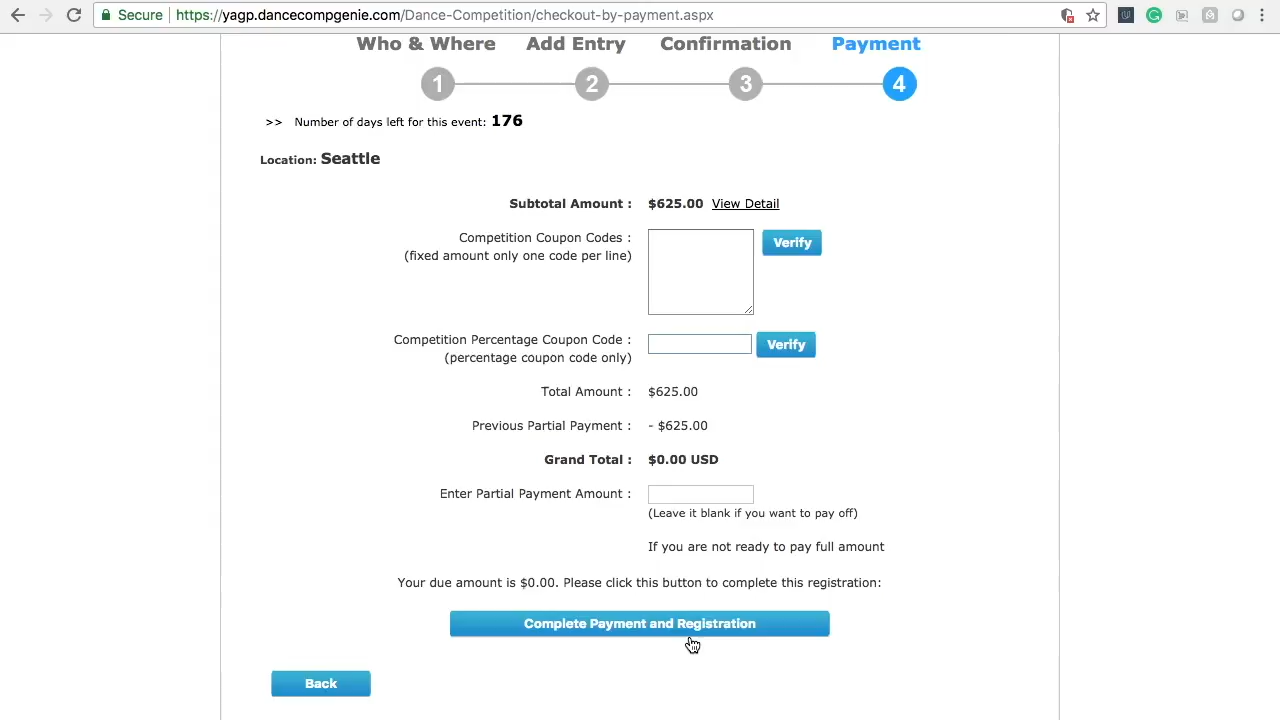 Secure
https://yagp.dancecompgenie.com/Dance-Competition/checkout-by-payment.aspx
Who & Where Add Entry Confirmation Payment
1 2 3 4
>> Number of days left for this event: 176
Location: Seattle
Subtotal Amount : $625.00 View Detail
Competition Coupon Codes : Verify
(fixed amount only one code per line)
Competition Percentage Coupon Code : Verify
(percentage coupon code only)
Total Amount : $625.00
Previous Partial Payment : - $625.00
Grand Total : $0.00 USD
Enter Partial Payment Amount :
(Leave it blank if you want to pay off)
If you are not ready to pay full amount
Your due amount is $0.00. Please click this button to complete this registration:
Complete Payment and Registration
Back